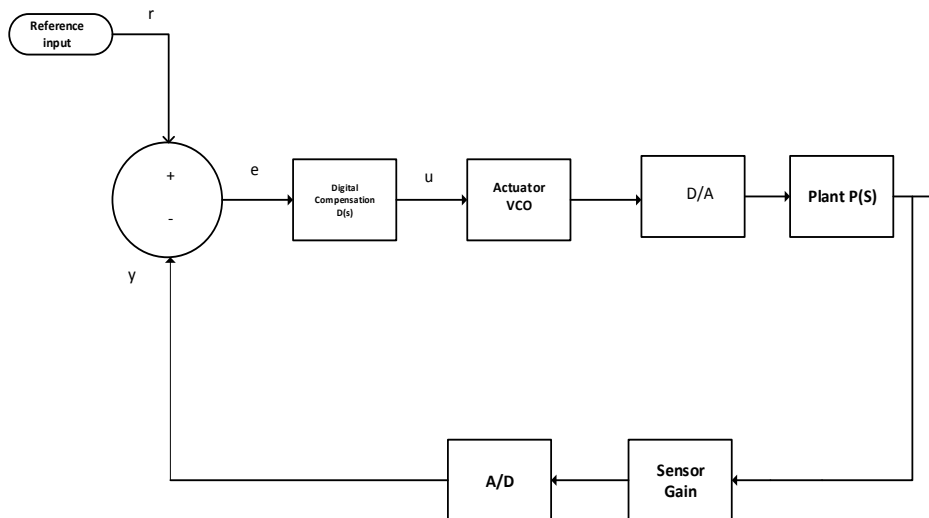 r
Reference
input
+
-
e
Digital
Compensation
D(s)
u
Actuator
VCO
D/A
Plant P(S)
y
A/D
Sensor
Gain